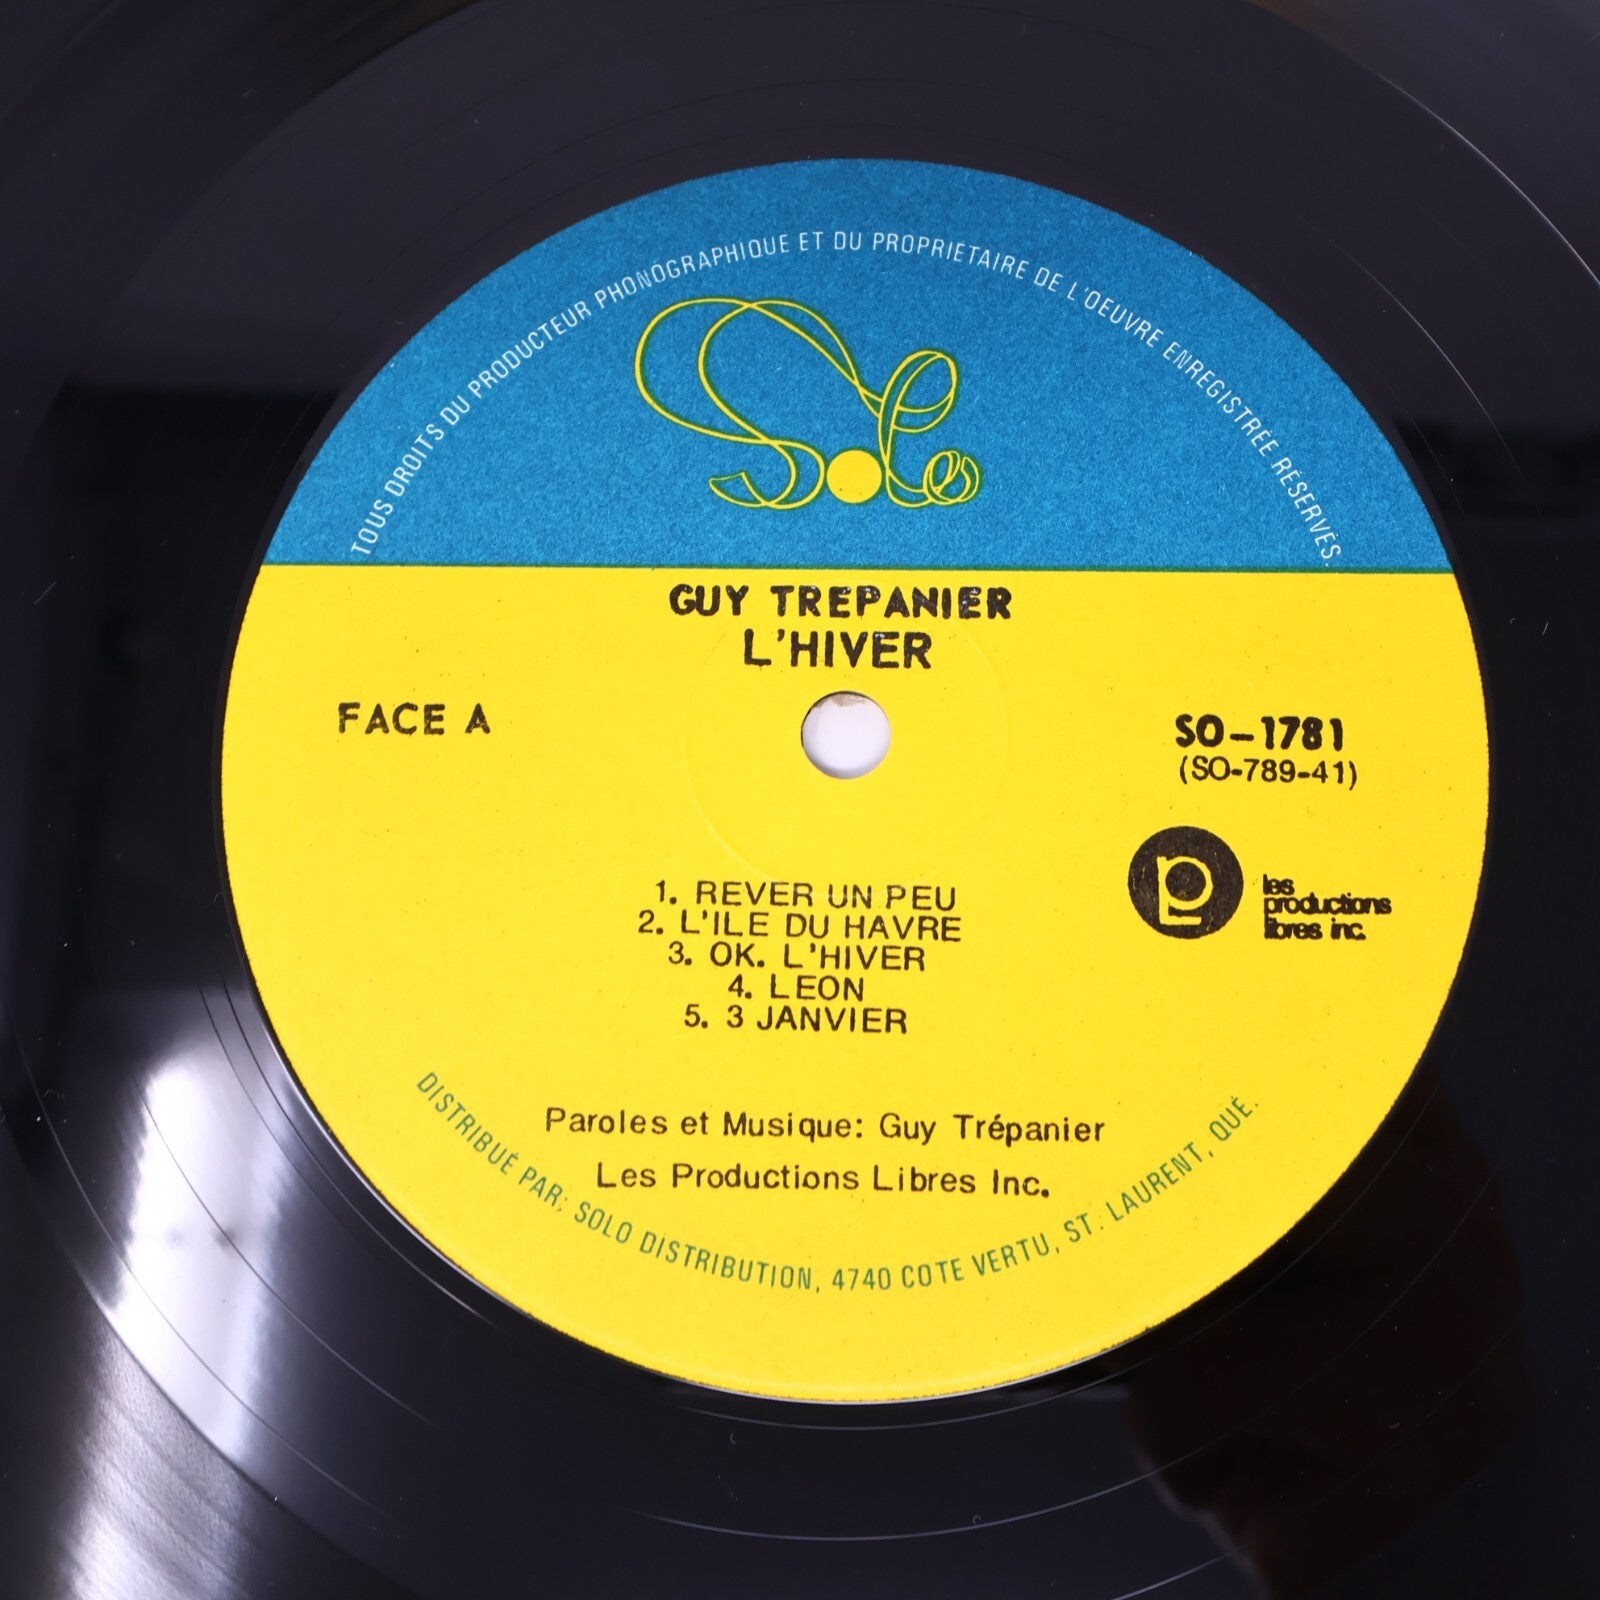 TOUS DROITS DU PRODUCTEUR PHONOGRAPHIQUE ET DU PROPRIÉTAIRE DE L'OEUVRE ENREGISTRÉE RÉSERVÉS
Solo
GUY TREPANIER
L'HIVER
FACE A
SO-1781
(SO-789-41)
les
productions
libres inc.
1. REVER UN PEU
2. L'ILE DU HAVRE
3. OK. L'HIVER
4. LEON
5. 3 JANVIER
Paroles et Musique: Guy Trépanier
Les Productions Libres Inc.
DISTRIBUÉ PAR: SOLO DISTRIBUTION, 4740 COTE VERTU, ST. LAURENT, QUÉ.